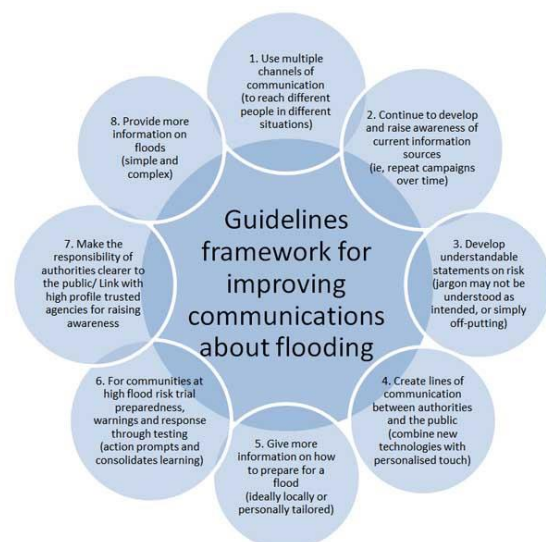 1. Use multiple
channels of
communication
(to reach different
people in different
situations)
2. Continue to develop
and raise awareness of
current information
sources
(ie, repeat campaigns
over time)
3. Develop
understandable
statements on risk
(jargon may not be
understood as
intended, or simply
off-putting)
4. Create lines of
communication
between authorities
and the public
(combine new
technologies with
personalised touch)
5. Give more
information on how
to prepare for a
flood
(ideally locally or
personally tailored)
6. For communities at
high flood risk trial
preparedness,
warnings and response
through testing
(action prompts and
consolidates learning)
7. Make the
responsibility of
authorities clearer to
the public/ Link with
high profile trusted
agencies for raising
awareness
8. Provide more
information on
floods
(simple and
complex)
Guidelines
framework for
improving
communications
about flooding